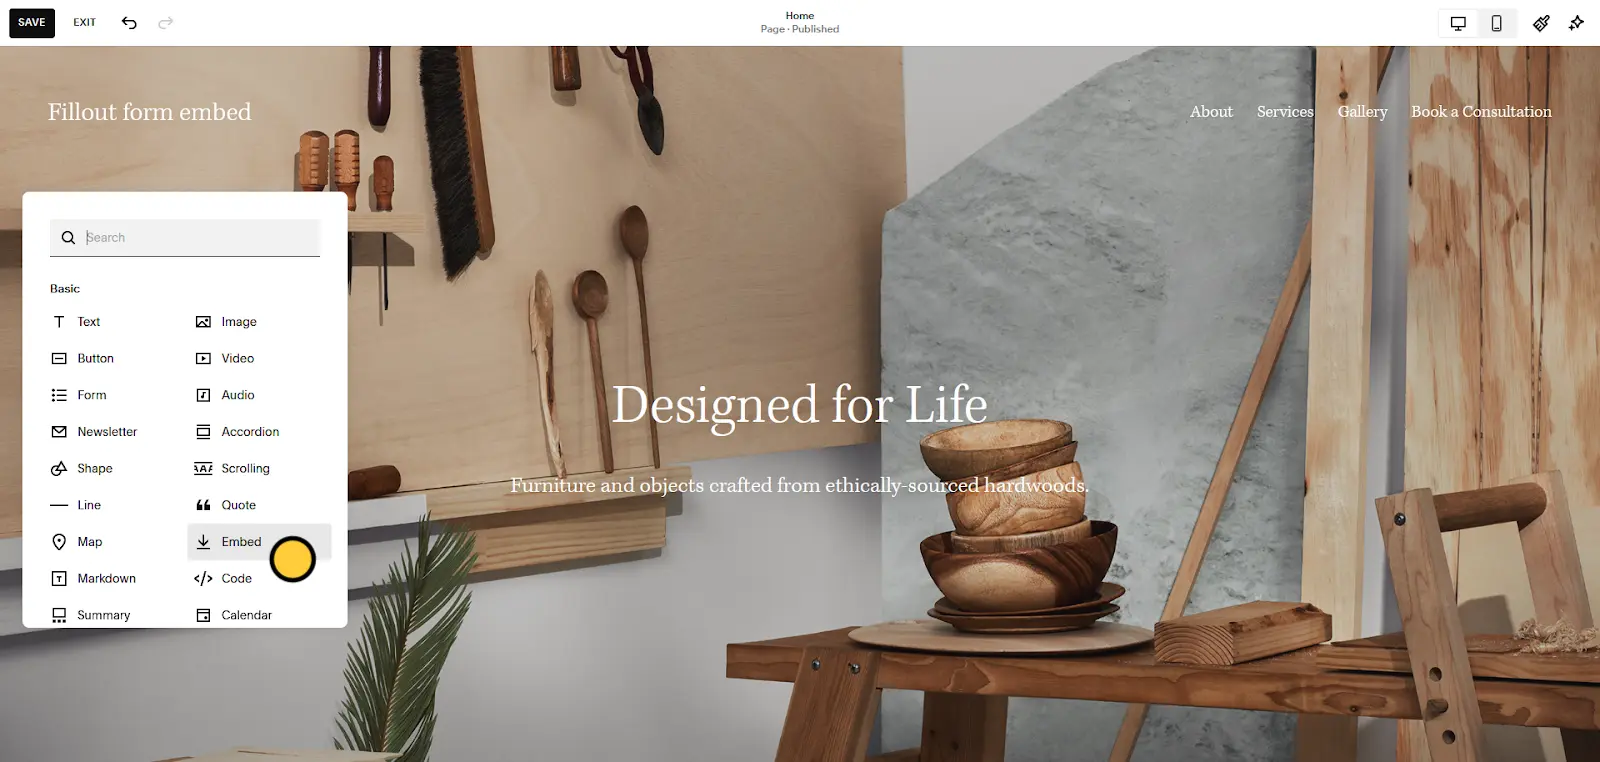 SAVE EXIT
Home
Page · Published
Fillout form embed
About Services Gallery Book a Consultation
Search
Basic
Text Image
Button Video
Form Audio
Newsletter Accordion
Shape Scrolling
Line Quote
Map Embed
Markdown Code
Summary Calendar
Designed for Life
Furniture and objects crafted from ethically-sourced hardwoods.